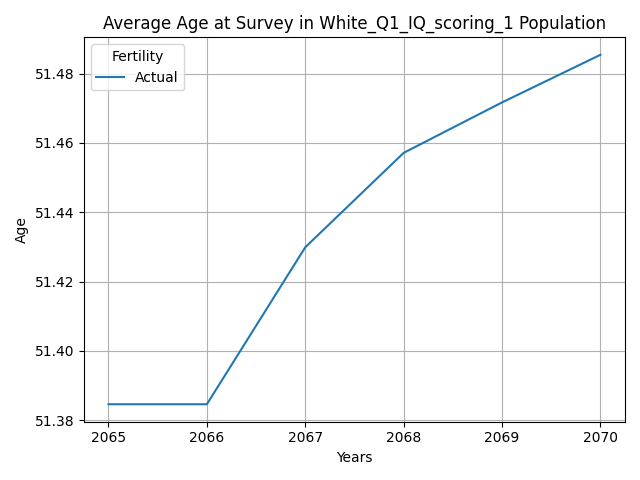 Average Age at Survey in White_Q1_IQ_scoring_1 Population
Fertility
Actual
51.48
51.46
51.44
51.42
51.40
51.38
Age
2065 2066 2067 2068 2069 2070
Years